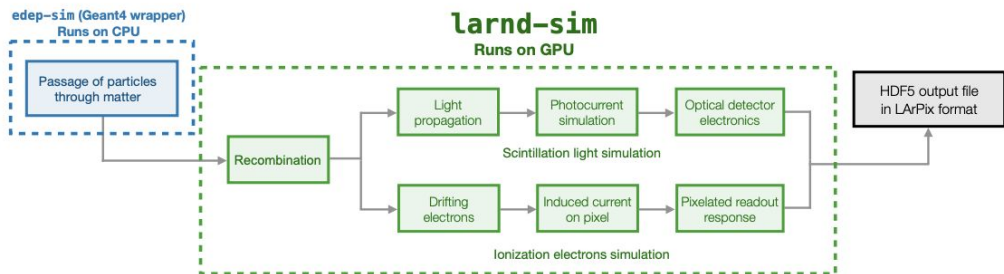 edep-sim (Geant4 wrapper)
Runs on CPU
Passage of particles
through matter
larnd-sim
Runs on GPU
Recombination
Light
propagation
Photocurrent
simulation
Optical detector
electronics
Scintillation light simulation
Drifting
electrons
Induced current
on pixel
Pixelated readout
response
Ionization electrons simulation
HDF5 output file
in LArPix format